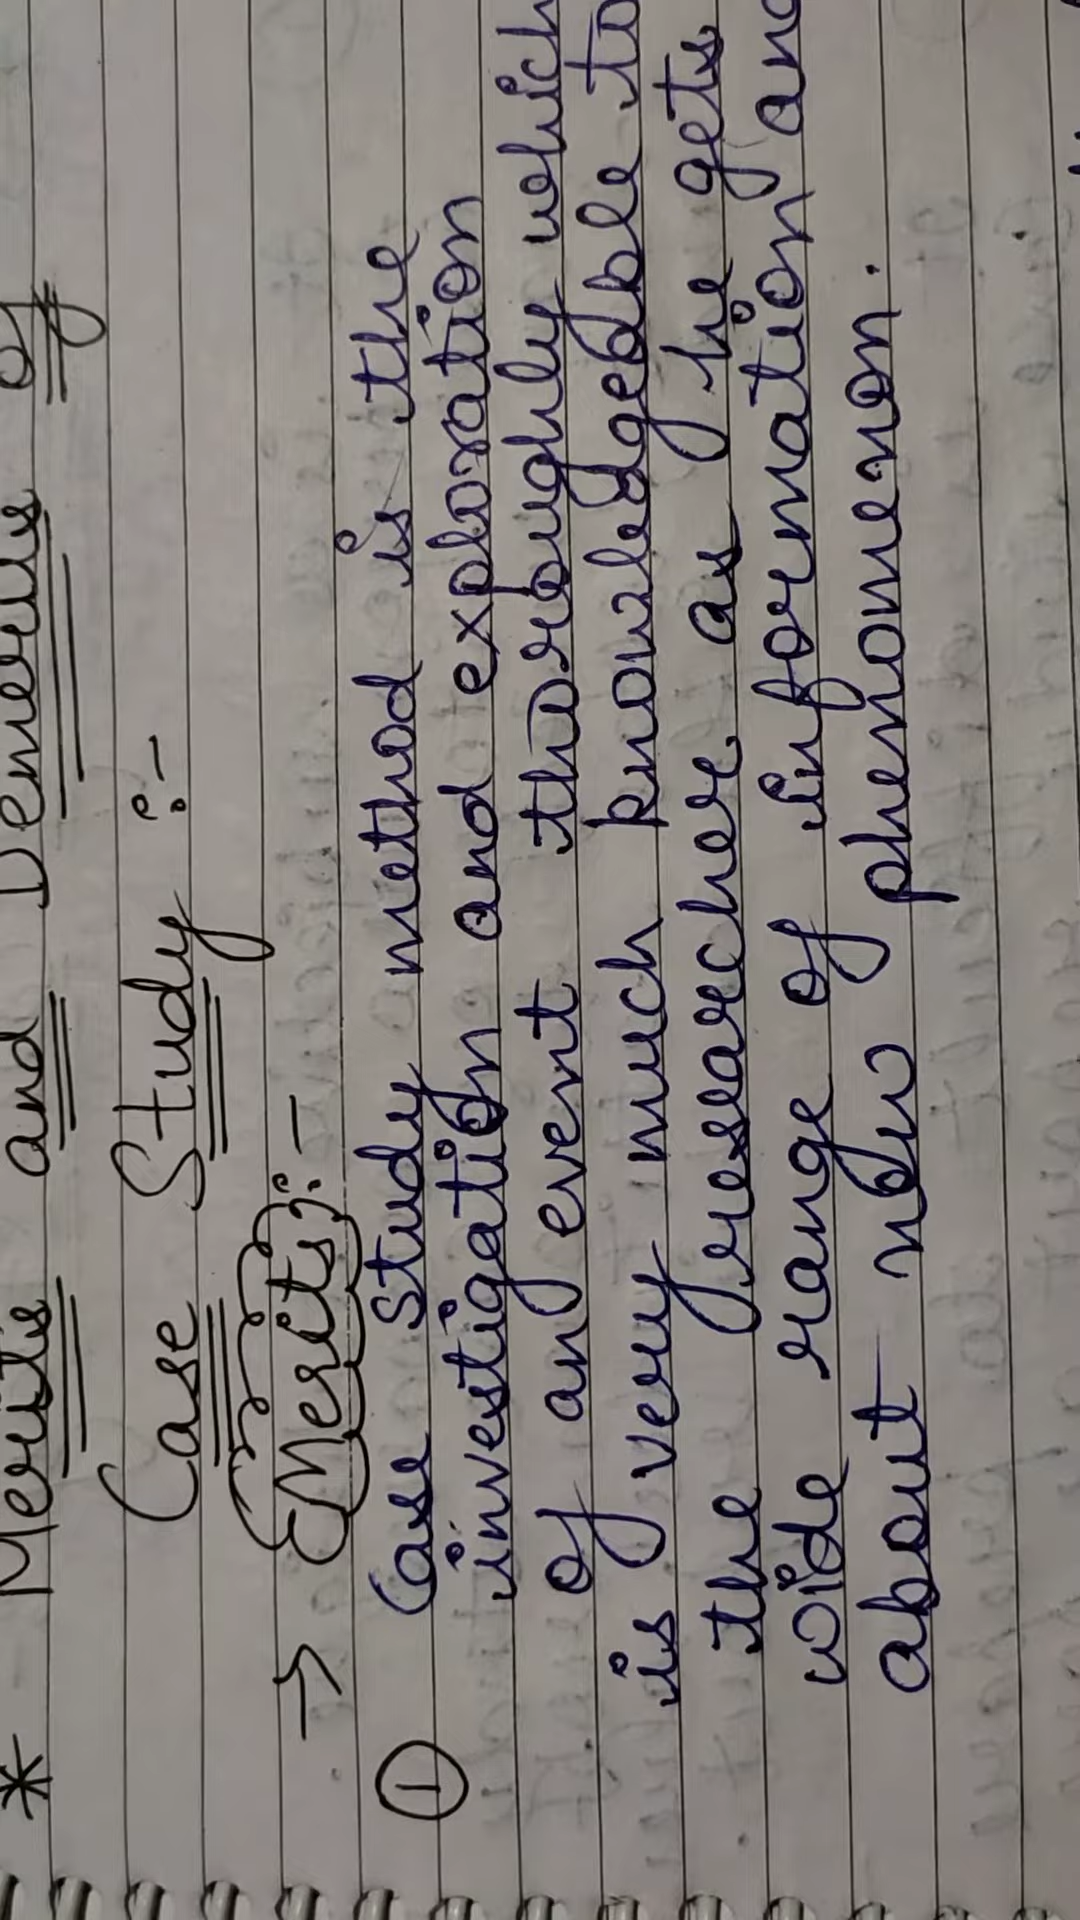 * Merits and Demerits of
Case Study :-
→ Merits :-
① Case Study method is the
investigation and exploration
of any event thoroughly which
is very much knowledgeable to
the researcher as he gets
wide range of information and
about new phenomenon.